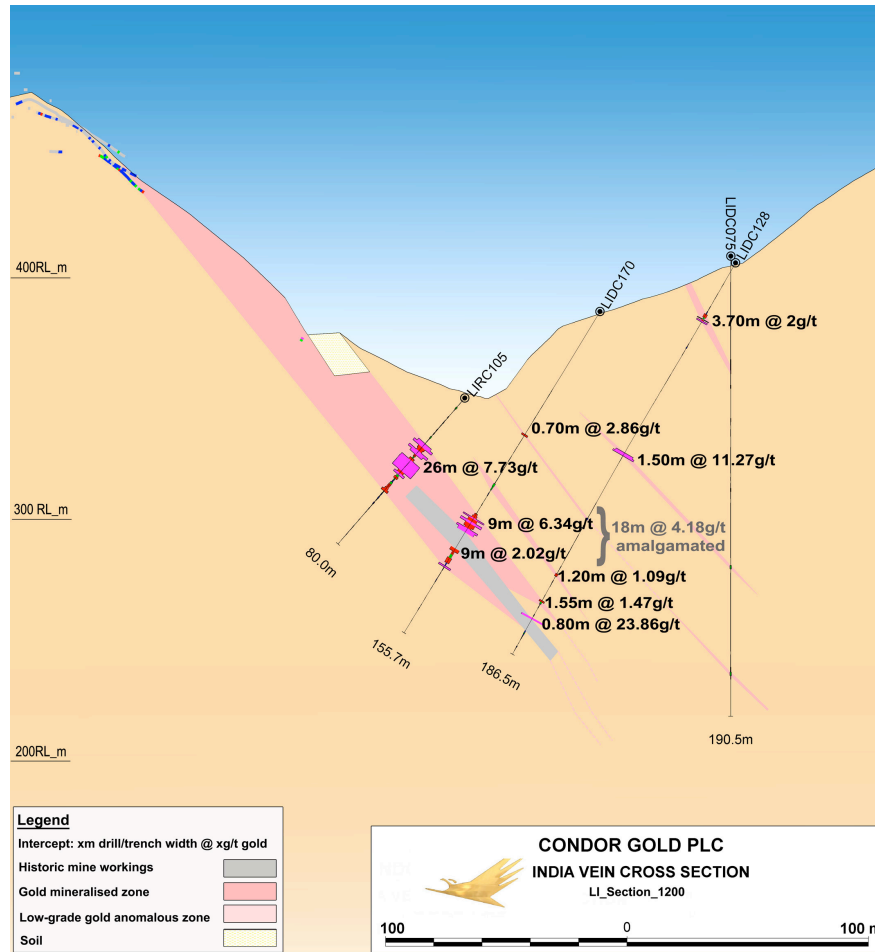 400RL_m
300 RL_m
200RL_m
LIRC105
LIDC170
LIDC075
LIDC128
3.70m @ 2g/t
0.70m @ 2.86g/t
1.50m @ 11.27g/t
26m @ 7.73g/t
9m @ 6.34g/t
18m @ 4.18g/t
amalgamated
9m @ 2.02g/t
1.20m @ 1.09g/t
1.55m @ 1.47g/t
0.80m @ 23.86g/t
80.0m
155.7m
186.5m
190.5m
Legend
Intercept: xm drill/trench width @ xg/t gold
Historic mine workings
Gold mineralised zone
Low-grade gold anomalous zone
Soil
CONDOR GOLD PLC
INDIA VEIN CROSS SECTION
LI_Section_1200
100 0 100 m